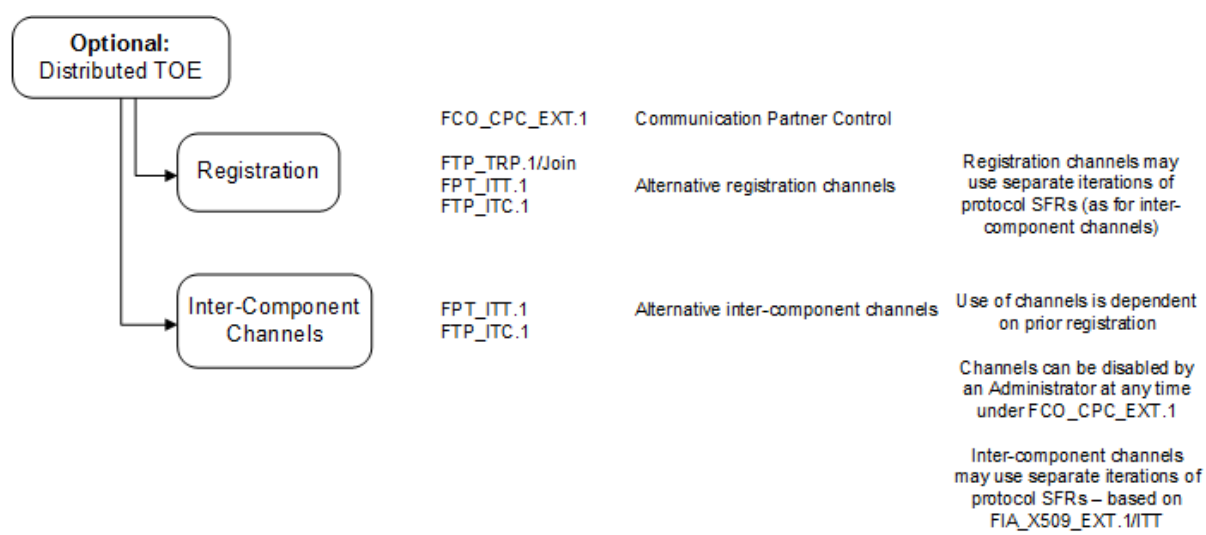 Optional:
Distributed TOE
Registration
FCO_CPC_EXT.1
Communication Partner Control
FTP_TRP.1/Join
FPT_ITT.1
FTP_ITC.1
Alternative registration channels
Registration channels may
use separate iterations of
protocol SFRs (as for inter-
component channels)
Inter-Component
Channels
FPT_ITT.1
FTP_ITC.1
Alternative inter-component channels
Use of channels is dependent
on prior registration
Channels can be disabled by
an Administrator at any time
under FCO_CPC_EXT.1
Inter-component channels
may use separate iterations of
protocol SFRs – based on
FIA_X509_EXT.1/ITT